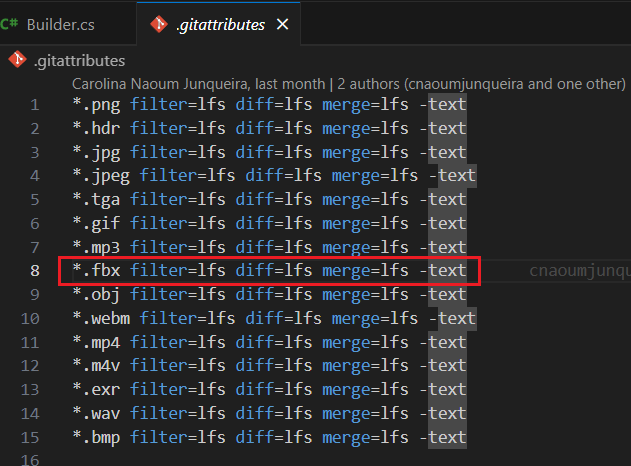 C# Builder.cs .gitattributes
.gitattributes
Carolina Naoum Junqueira, last month | 2 authors (cnaoumjunqueira and one other)
1 *.png filter=lfs diff=lfs merge=lfs -text
2 *.hdr filter=lfs diff=lfs merge=lfs -text
3 *.jpg filter=lfs diff=lfs merge=lfs -text
4 *.jpeg filter=lfs diff=lfs merge=lfs -text
5 *.tga filter=lfs diff=lfs merge=lfs -text
6 *.gif filter=lfs diff=lfs merge=lfs -text
7 *.mp3 filter=lfs diff=lfs merge=lfs -text
8 *.fbx filter=lfs diff=lfs merge=lfs -text cnaoumjunqu
9 *.obj filter=lfs diff=lfs merge=lfs -text
10 *.webm filter=lfs diff=lfs merge=lfs -text
11 *.mp4 filter=lfs diff=lfs merge=lfs -text
12 *.m4v filter=lfs diff=lfs merge=lfs -text
13 *.exr filter=lfs diff=lfs merge=lfs -text
14 *.wav filter=lfs diff=lfs merge=lfs -text
15 *.bmp filter=lfs diff=lfs merge=lfs -text
16